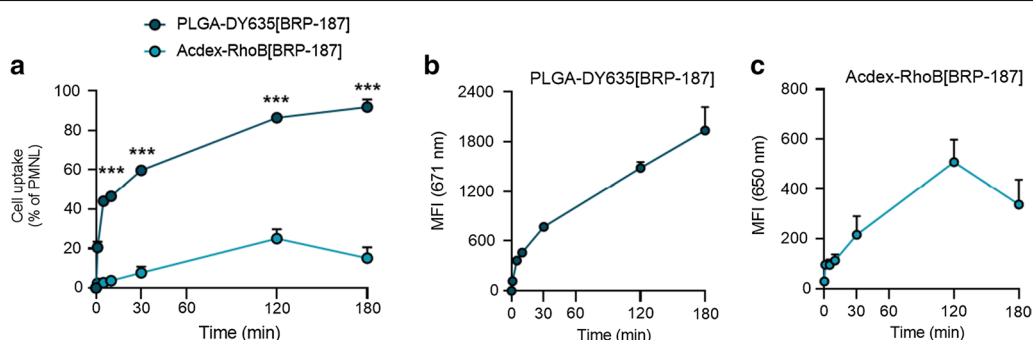 PLGA-DY635[BRP-187]
Acdex-RhoB[BRP-187]
a
Cell uptake
(% of PMNL)
100
80
60
40
20
0
***
***
***
***
0 30 60 120 180
Time (min)
b
PLGA-DY635[BRP-187]
MFI (671 nm)
2400
1800
1200
600
0
0 30 60 120 180
Time (min)
c
Acdex-RhoB[BRP-187]
MFI (650 nm)
800
600
400
200
0
0 30 60 120 180
Time (min)